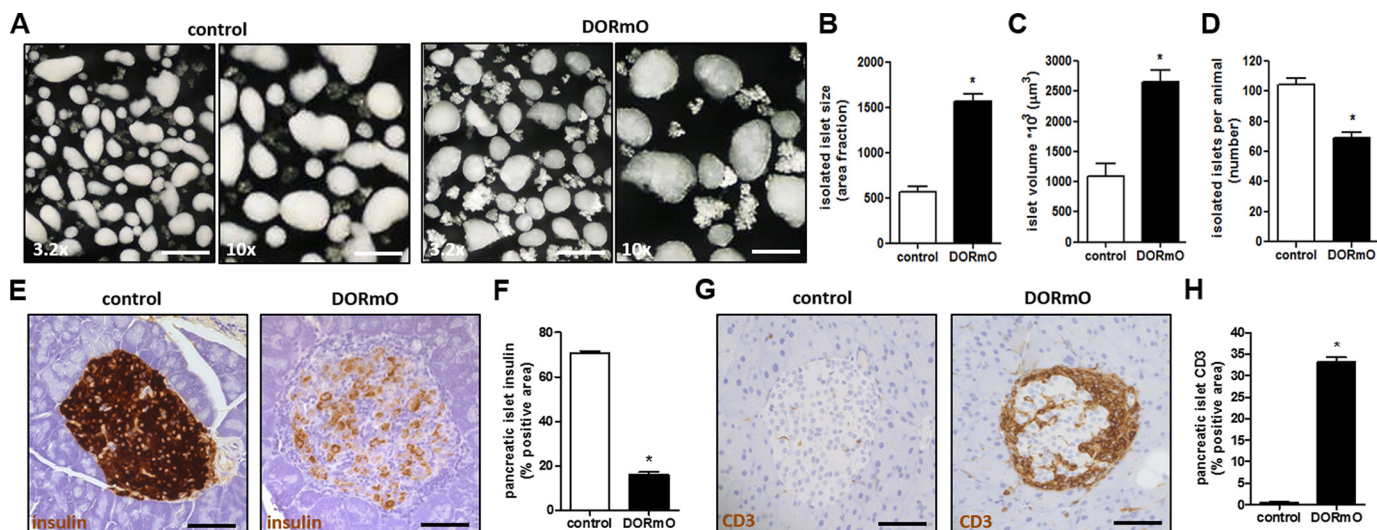 A
control
DORmO
3.2x
10x
3.2x
10x
B
isolated islet size
(area fraction)
2000
1500
1000
500
0
*
control
DORmO
C
islet volume *10³ (µm³)
3000
2500
2000
1500
1000
500
0
*
control
DORmO
D
isolated islets per animal
(number)
120
100
80
60
40
20
0
*
control
DORmO
E
control
DORmO
insulin
insulin
F
pancreatic islet insulin
(% positive area)
80
60
40
20
0
*
control
DORmO
G
control
DORmO
CD3
CD3
H
pancreatic islet CD3
(% positive area)
40
35
33
25
20
15
10
5
0
*
control
DORmO